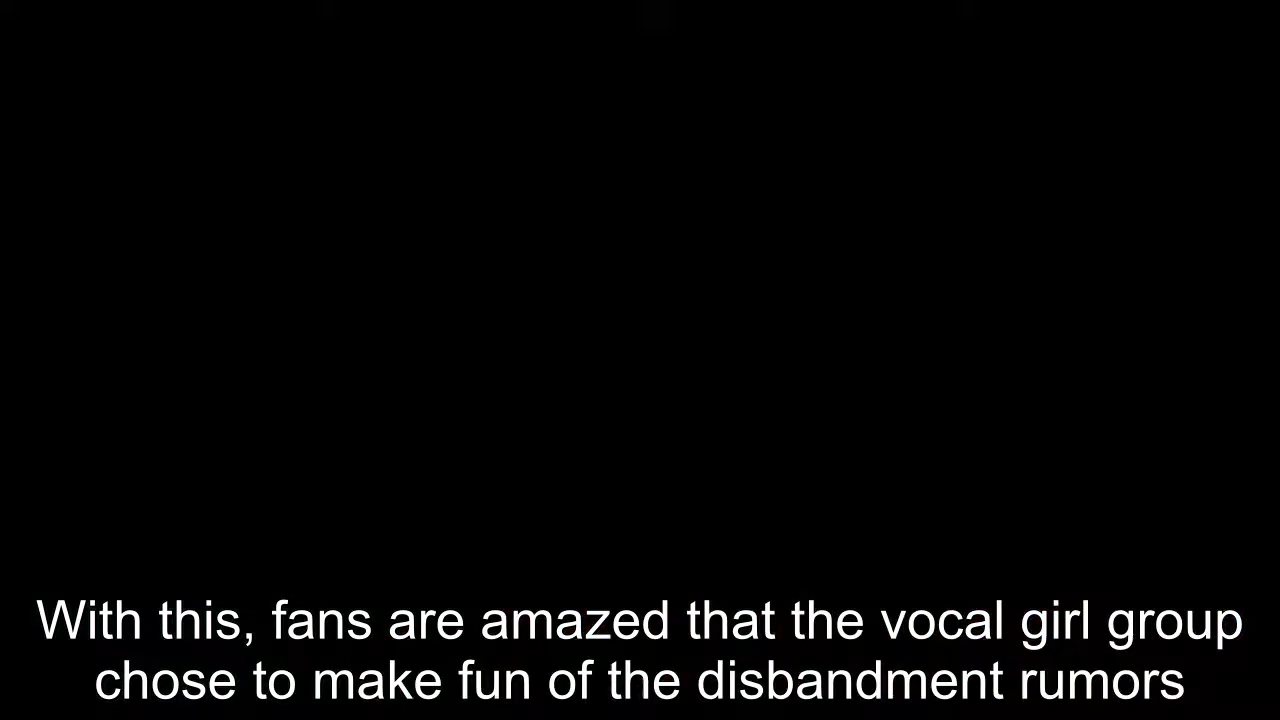 With this, fans are amazed that the vocal girl group
chose to make fun of the disbandment rumors